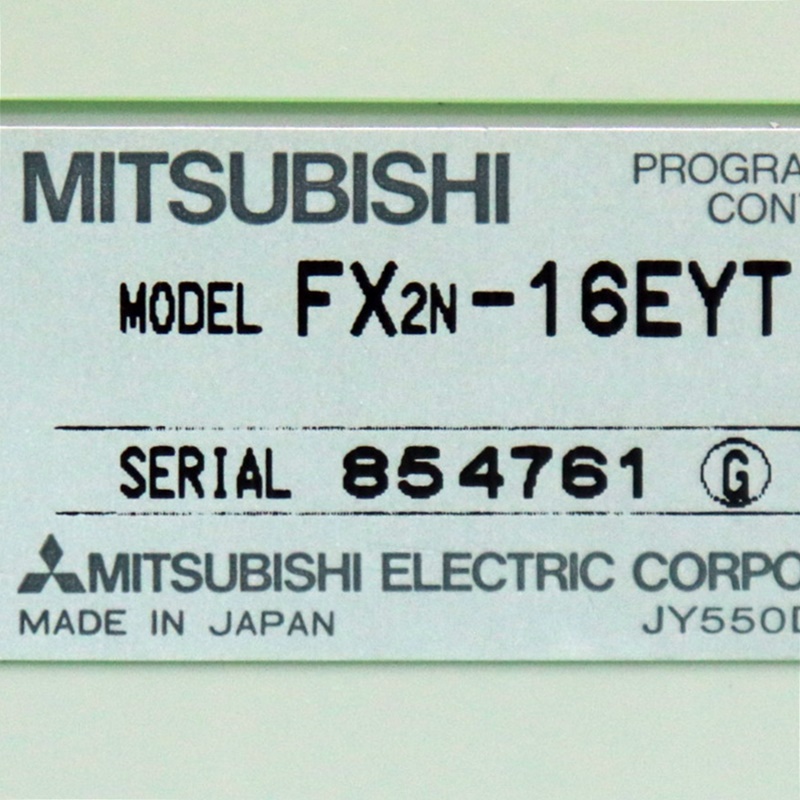 MITSUBISHI
PROGRA
CONT
MODEL FX2N-16EYT
SERIAL 854761 G
MITSUBISHI ELECTRIC CORPO
MADE IN JAPAN
JY550D